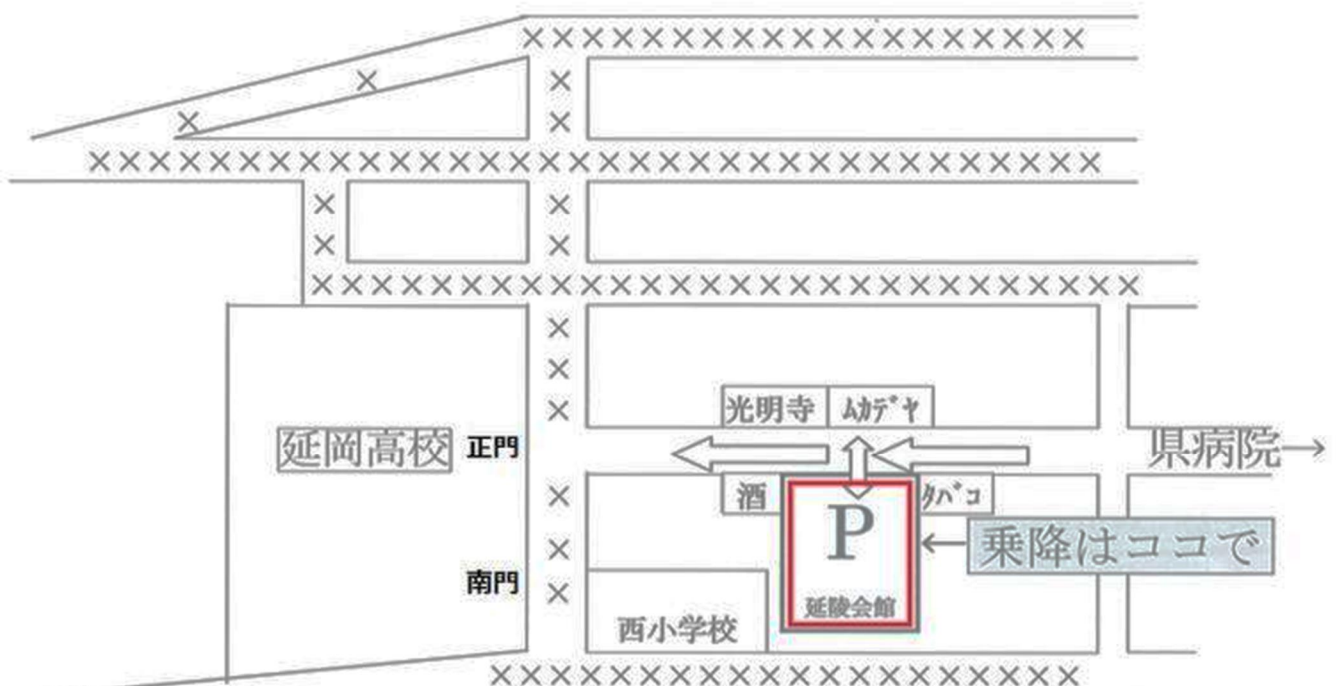 光明寺 ﾑｶﾃﾞﾔ
延岡高校 正門
県病院→
酒
P
ﾀﾊﾞｺ
乗降はココで
南門
延陵会館
西小学校